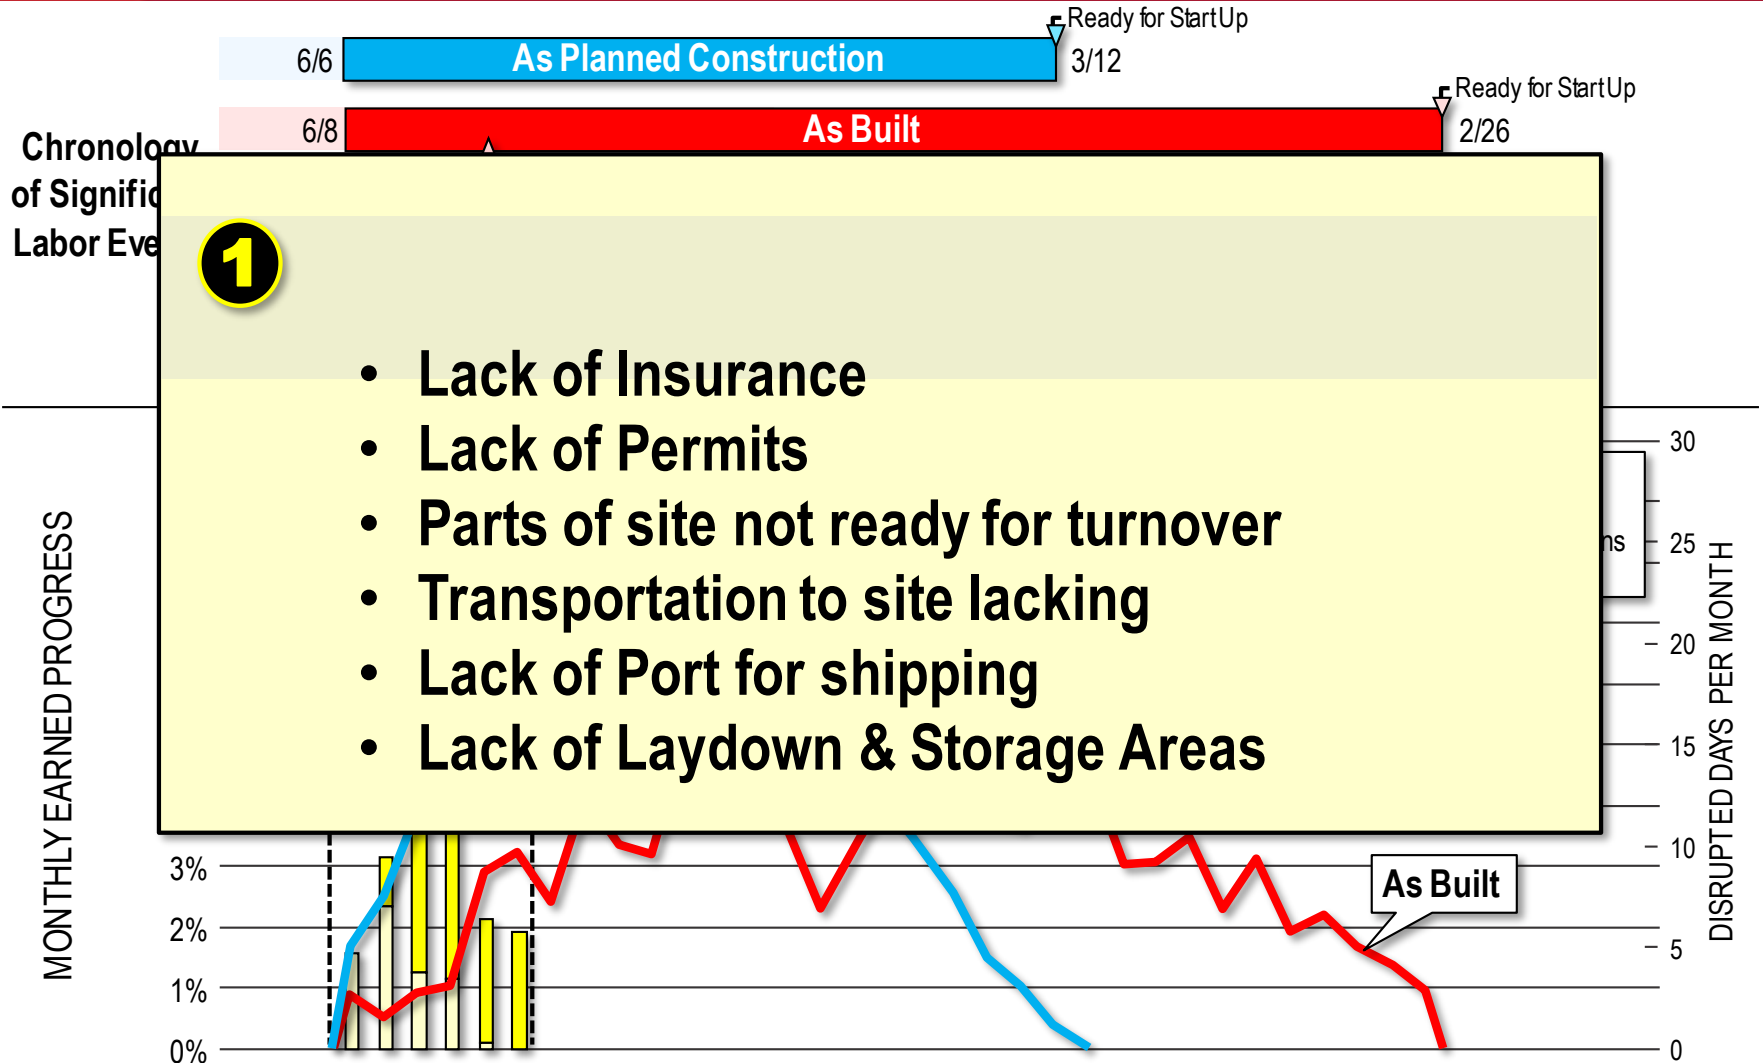 Ready for StartUp
6/6 As Planned Construction 3/12
Ready for StartUp
6/8 As Built 2/26
Chronology
of Signific
Labor Eve
1
• Lack of Insurance
• Lack of Permits
• Parts of site not ready for turnover
• Transportation to site lacking
• Lack of Port for shipping
• Lack of Laydown & Storage Areas
MONTHLY EARNED PROGRESS
3%
2%
1%
0%
As Built
ns
30
25
20
15
10
5
0
DISRUPTED DAYS PER MONTH